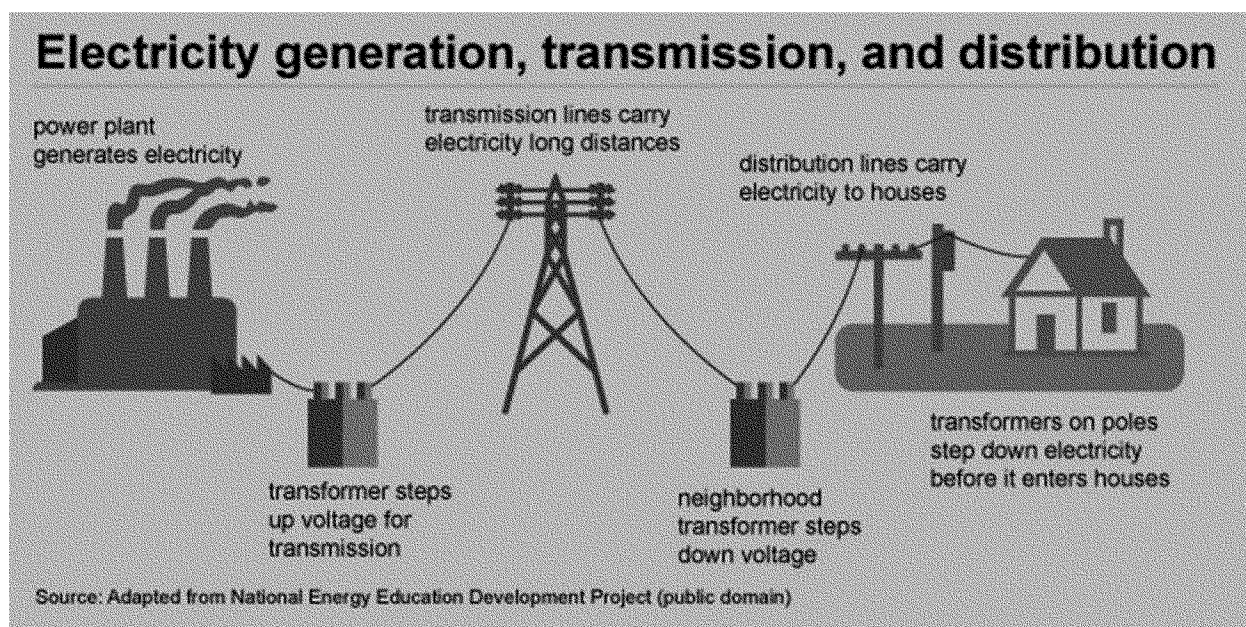 Electricity generation, transmission, and distribution
power plant
generates electricity
transmission lines carry
electricity long distances
distribution lines carry
electricity to houses
transformer steps
up voltage for
transmission
neighborhood
transformer steps
down voltage
transformers on poles
step down electricity
before it enters houses
Source: Adapted from National Energy Education Development Project (public domain)